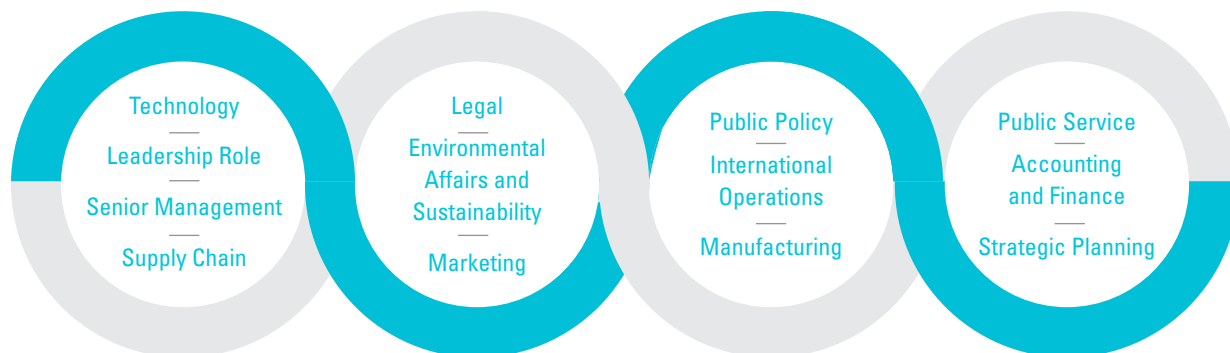 Technology
Leadership Role
Senior Management
Supply Chain
Legal
Environmental
Affairs and
Sustainability
Marketing
Public Policy
International
Operations
Manufacturing
Public Service
Accounting
and Finance
Strategic Planning